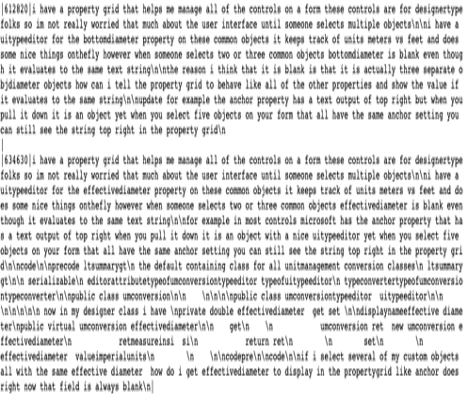 |612820|i have a property grid that helps me manage all of the controls on a form these controls are for designertype
folks so im not really worried that much about the user interface until someone selects multiple objects\n\ni have a
uitypeeditor for the bottomdiameter property on these common objects it keeps track of units meters vs feet and does
some nice things onthefly however when someone selects two or three common objects bottomdiameter is blank even thoug
h it evaluates to the same text string\n\nthe reason i think that it is blank is that it is actually three separate o
bjdiameter objects how can i tell the property grid to behave like all of the other properties and show the value if
it evaluates to the same string\n\nupdate for example the anchor property has a text output of top right but when you
pull it down it is an object yet when you select five objects on your form that all have the same anchor setting you
can still see the string top right in the property grid\n
|
|634630|i have a property grid that helps me manage all of the controls on a form these controls are for designertype
folks so im not really worried that much about the user interface until someone selects multiple objects\n\ni have a
uitypeeditor for the effectivediameter property on these common objects it keeps track of units meters vs feet and do
es some nice things onthefly however when someone selects two or three common objects effectivediameter is blank even
though it evaluates to the same text string\n\nfor example in most controls microsoft has the anchor property that ha
s a text output of top right when you pull it down it is an object with a nice uitypeeditor yet when you select five
objects on your form that all have the same anchor setting you can still see the string top right in the property gri
d\n\ncode\n\nprecode ltsummarygt\n the default containing class for all unitmanagement conversion classes\n ltsummary
gt\n\n serializable\n editorattributetypeofumconversiontypeeditor typeofuitypeeditor\n typeconvertertypeofumconversio
ntypeconverter\n\npublic class umconversion\n\n    \n\n\n\npublic class umconversiontypeeditor  uitypeeditor\n\n
\n\n\n\n\n now in my designer class i have \nprivate double effectivediameter  get set \n\ndisplaynameeffective diame
ter\npublic virtual umconversion effectivediameter\n\n    get\n    \n            umconversion ret  new umconversion e
ffectivediameter\n            retmeasureinsi  si\n            return ret\n        \n        set\n        \n
effectivediameter  valueimperialunits\n        \n    \n\ncodepre\n\ncode\n\nif i select several of my custom objects
all with the same effective diameter  how do i get effectivediameter to display in the propertygrid like anchor does
right now that field is always blank\n|